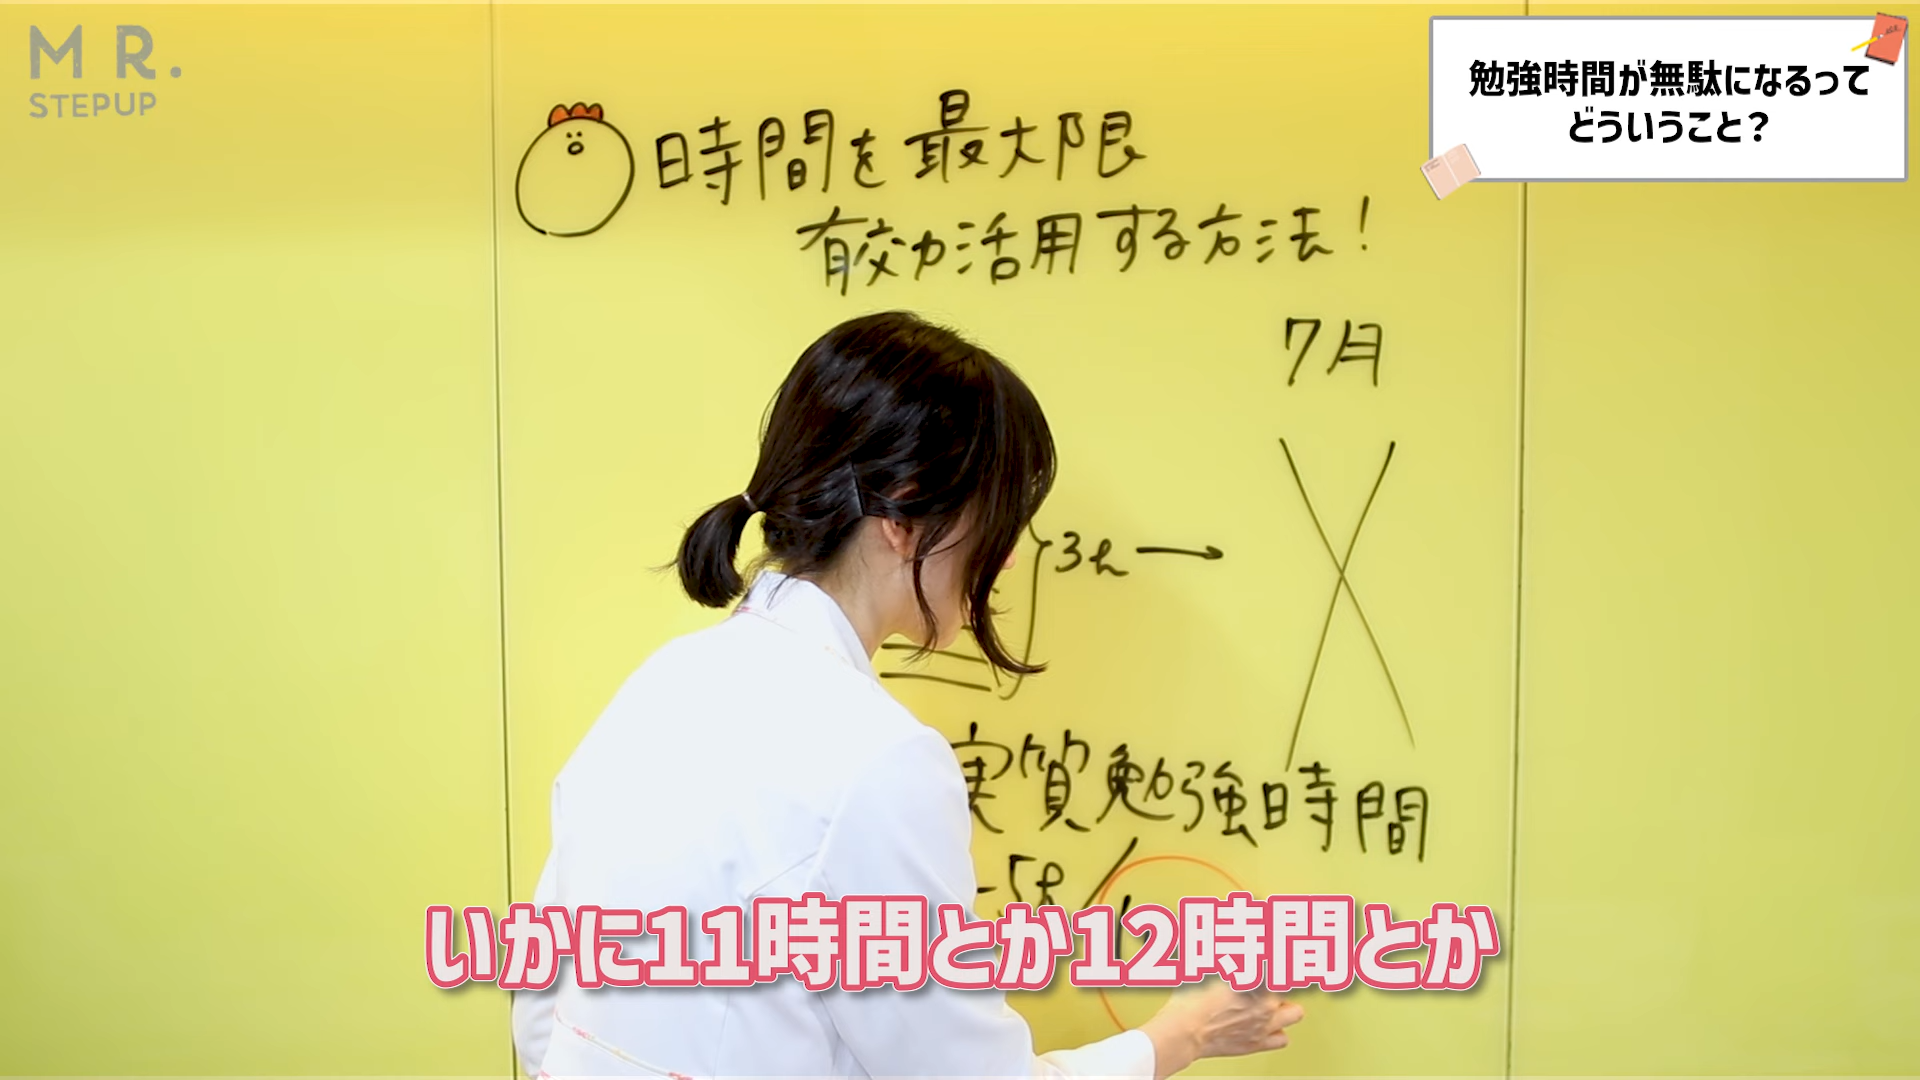 MR.
STEPUP
勉強時間が無駄になるって
どういうこと？
時間を最大限
有効活用する方法！
7月
3h
実質勉強時間
いかに11時間とか12時間とか